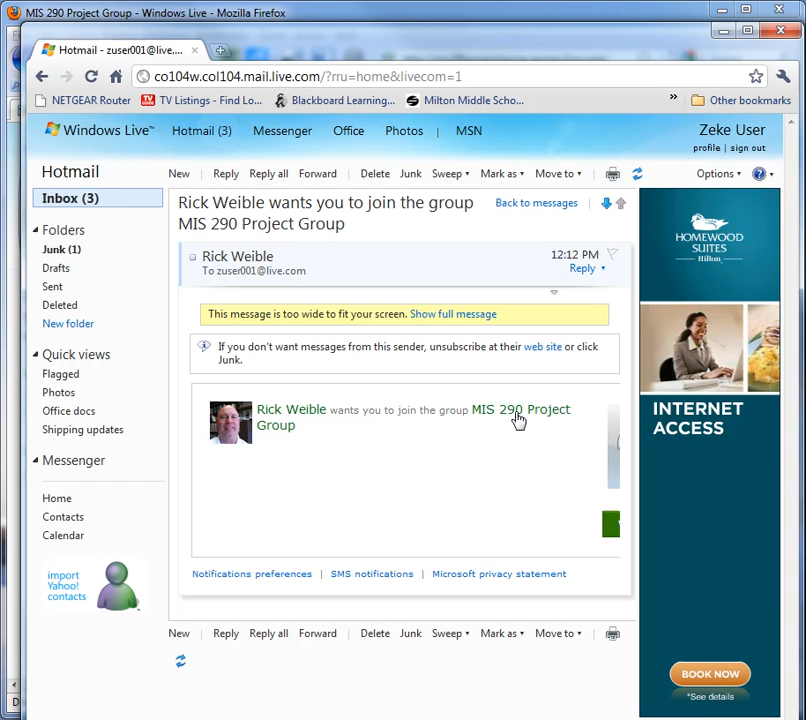 MIS 290 Project Group - Windows Live - Mozilla Firefox
Hotmail - zuser001@live....
co104w.col104.mail.live.com/?rru=home&livecom=1
NETGEAR Router TV Listings - Find Lo... Blackboard Learning... Milton Middle Scho... » Other bookmarks
Windows Live™ Hotmail (3) Messenger Office Photos | MSN Zeke User
profile | sign out
Hotmail New Reply Reply all Forward Delete Junk Sweep Mark as Move to Options
Inbox (3)
Folders
Junk (1)
Drafts
Sent
Deleted
New folder
Quick views
Flagged
Photos
Office docs
Shipping updates
Messenger
Home
Contacts
Calendar
import
Yahoo!
contacts
Rick Weible wants you to join the group
MIS 290 Project Group
Back to messages
Rick Weible 12:12 PM
To zuser001@live.com Reply
This message is too wide to fit your screen. Show full message
If you don't want messages from this sender, unsubscribe at their web site or click
Junk.
Rick Weible wants you to join the group MIS 290 Project
Group
Notifications preferences | SMS notifications | Microsoft privacy statement
New Reply Reply all Forward Delete Junk Sweep Mark as Move to
HOMEWOOD
SUITES
Hilton
INTERNET
ACCESS
BOOK NOW
*See details